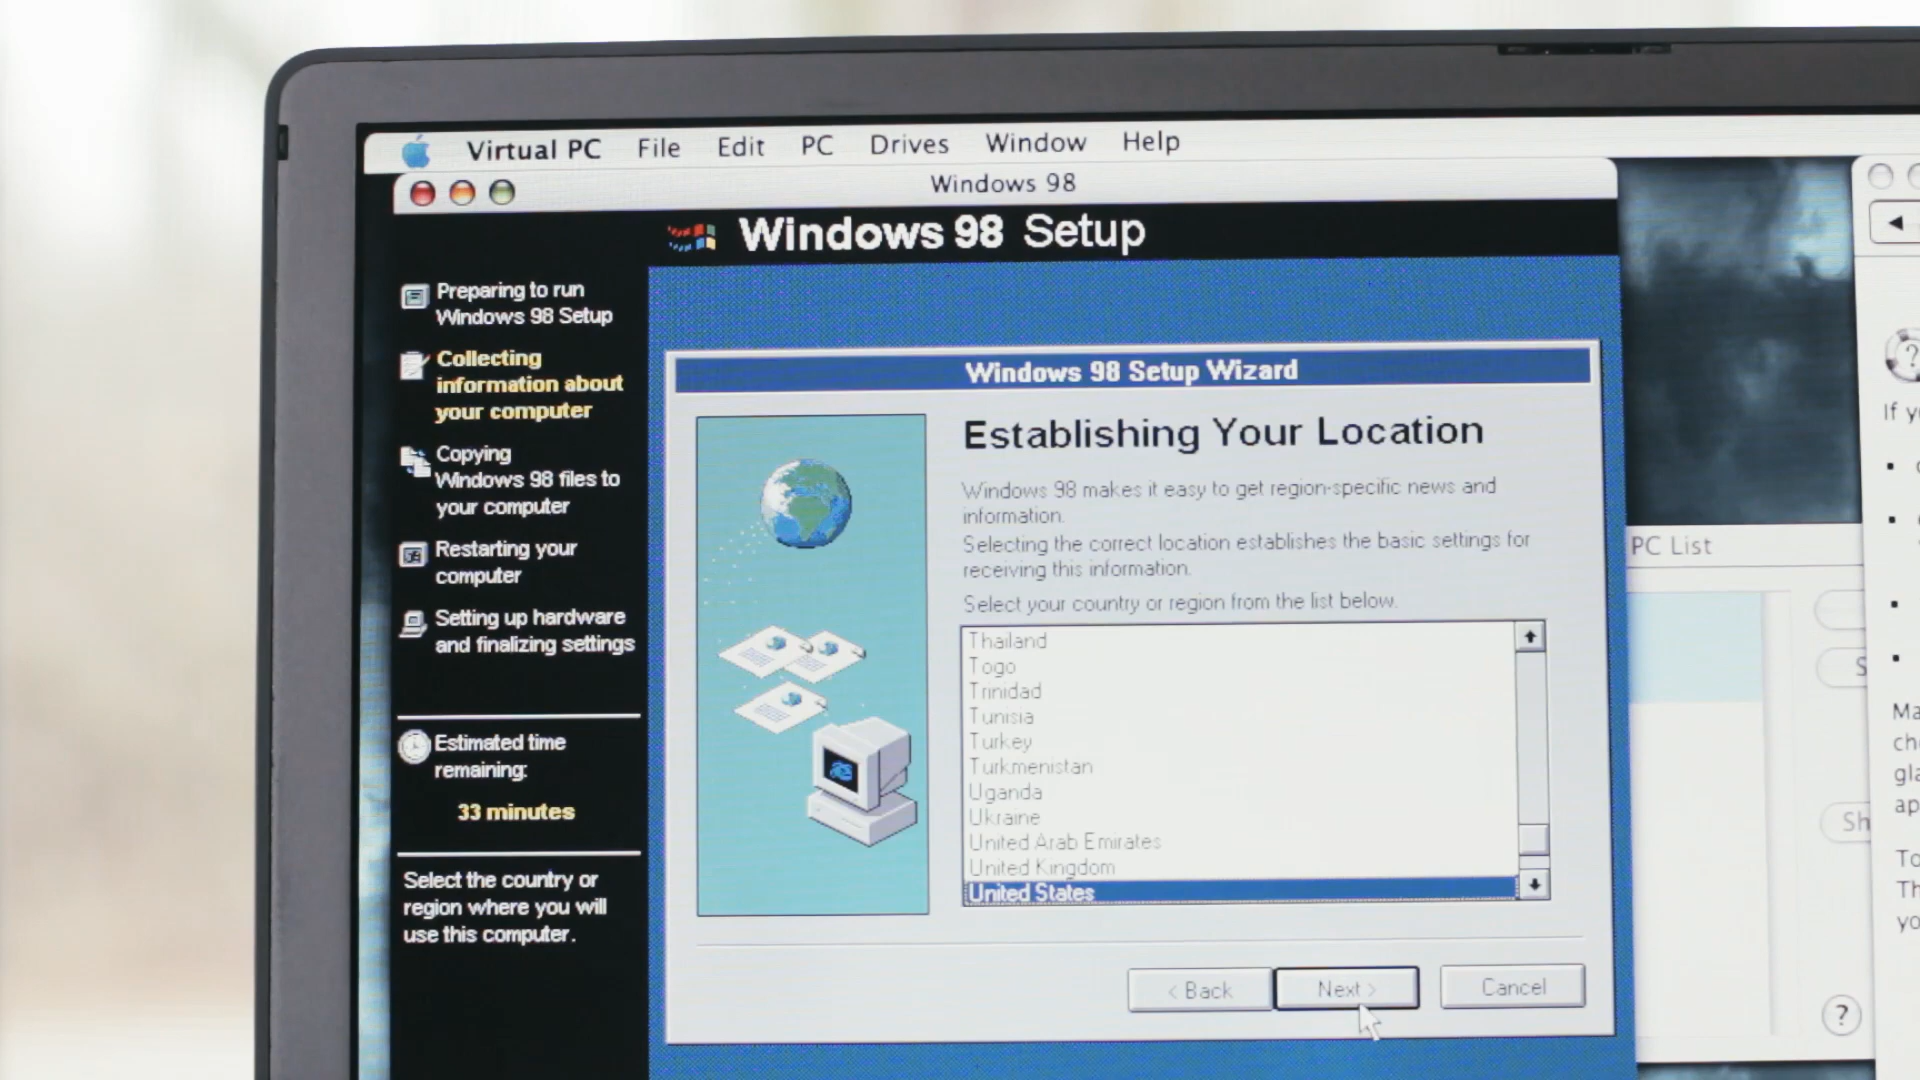 Virtual PC File Edit PC Drives Window Help
Windows 98
Windows 98 Setup
Preparing to run
Windows 98 Setup
Collecting
information about
your computer
Copying
Windows 98 files to
your computer
Restarting your
computer
Setting up hardware
and finalizing settings
Estimated time
remaining:
33 minutes
Select the country or
region where you will
use this computer.
Windows 98 Setup Wizard
Establishing Your Location
Windows 98 makes it easy to get region-specific news and
information.
Selecting the correct location establishes the basic settings for
receiving this information.
Select your country or region from the list below.
Thailand
Togo
Trinidad
Tunisia
Turkey
Turkmenistan
Uganda
Ukraine
United Arab Emirates
United Kingdom
United States
< Back
Next >
Cancel
PC List
?
If
?